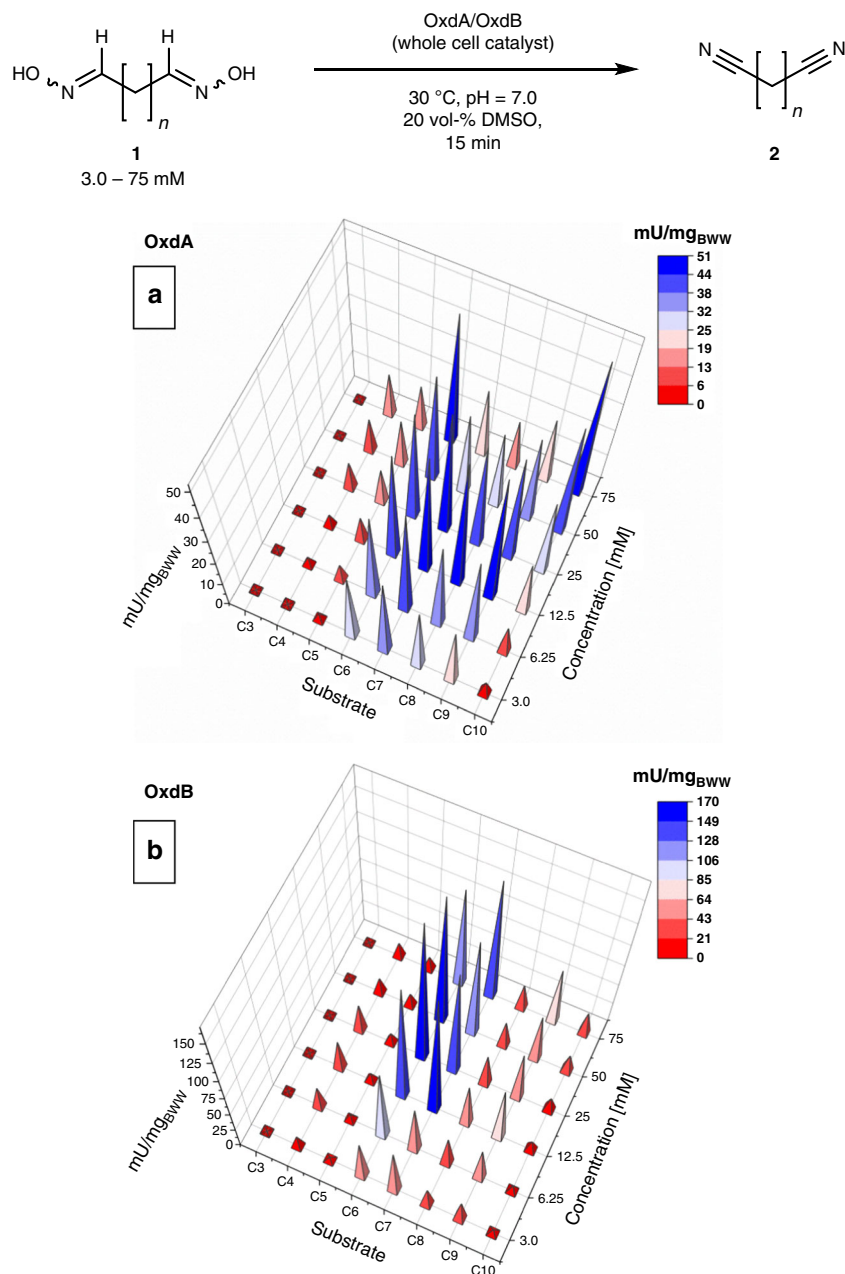 H H
HO N N OH
n
1
3.0 – 75 mM
OxdA/OxdB
(whole cell catalyst)
30 °C, pH = 7.0
20 vol-% DMSO,
15 min
N N
n
2
OxdA
a
mU/mgBWW
51
44
38
32
25
19
13
6
0
50
40
30
20
10
0
mU/mgBWW
C3
C4
C5
C6
C7
C8
C9
C10
Substrate
3.0
6.25
12.5
25
50
75
Concentration [mM]
OxdB
b
mU/mgBWW
170
149
128
106
85
64
43
21
0
150
125
100
75
50
25
0
mU/mgBWW
C3
C4
C5
C6
C7
C8
C9
C10
Substrate
3.0
6.25
12.5
25
50
75
Concentration [mM]